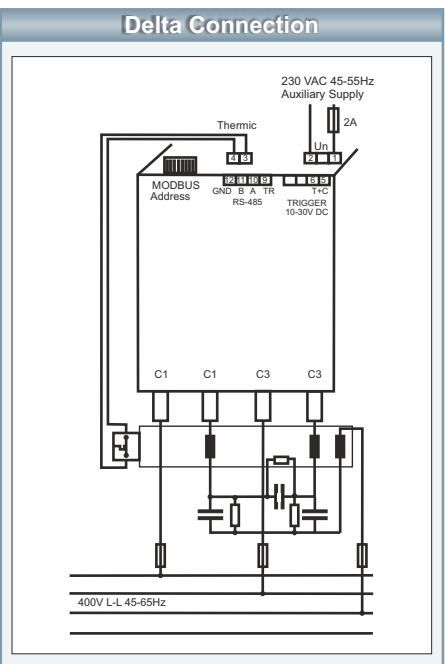 Delta Connection
230 VAC 45-55Hz
Auxiliary Supply
2A
Thermic
Un
4 3
2 1
MODBUS
Address
12 11 10 9
GND B A TR
RS-485
6 5
T+C
TRIGGER
10-30V DC
C1 C1 C3 C3
400V L-L 45-65Hz